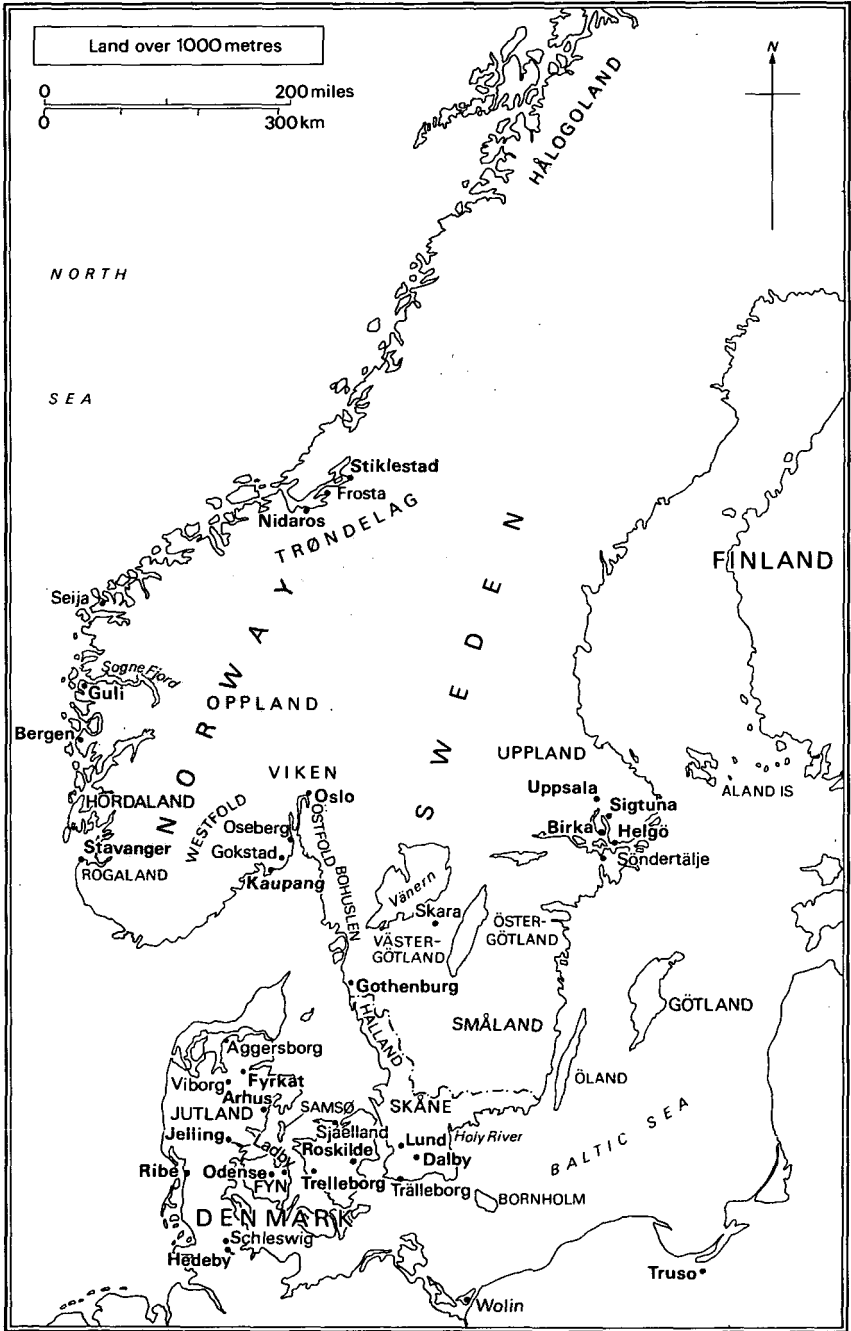 Land over 1000 metres
0 200 miles
0 300 km
N
HÅLOGOLAND
NORTH
SEA
Stiklestad
Frosta
Nidaros
TRØNDELAG
NORWAY
SWEDEN
FINLAND
Seija
Sogne Fjord
Guli
OPPLAND
Bergen
UPPLAND
VIKEN
ÅLAND IS
Uppsala
Oslo
Sigtuna
HORDALAND
WESTFOLD
ÖSTFOLD
Oseberg
Birka
Helgö
Stavanger
Gokstad
Söndertälje
ROGALAND
Kaupang
BOHUSLEN
Vänern
Skara
ÖSTER-
GÖTLAND
VÄSTER-
GÖTLAND
Gothenburg
GÖTLAND
HALLAND
SMÅLAND
Aggersborg
Fyrkat
Viborg
ÖLAND
Arhus
JUTLAND
SAMSØ
SKÅNE
Sjaelland
Jelling
Ladby
Lund
Holy River
BALTIC SEA
Roskilde
Dalby
Ribe
Odense
FYN
Trelleborg
Trälleborg
BORNHOLM
DENMARK
Schleswig
Hedeby
Truso
Wolin